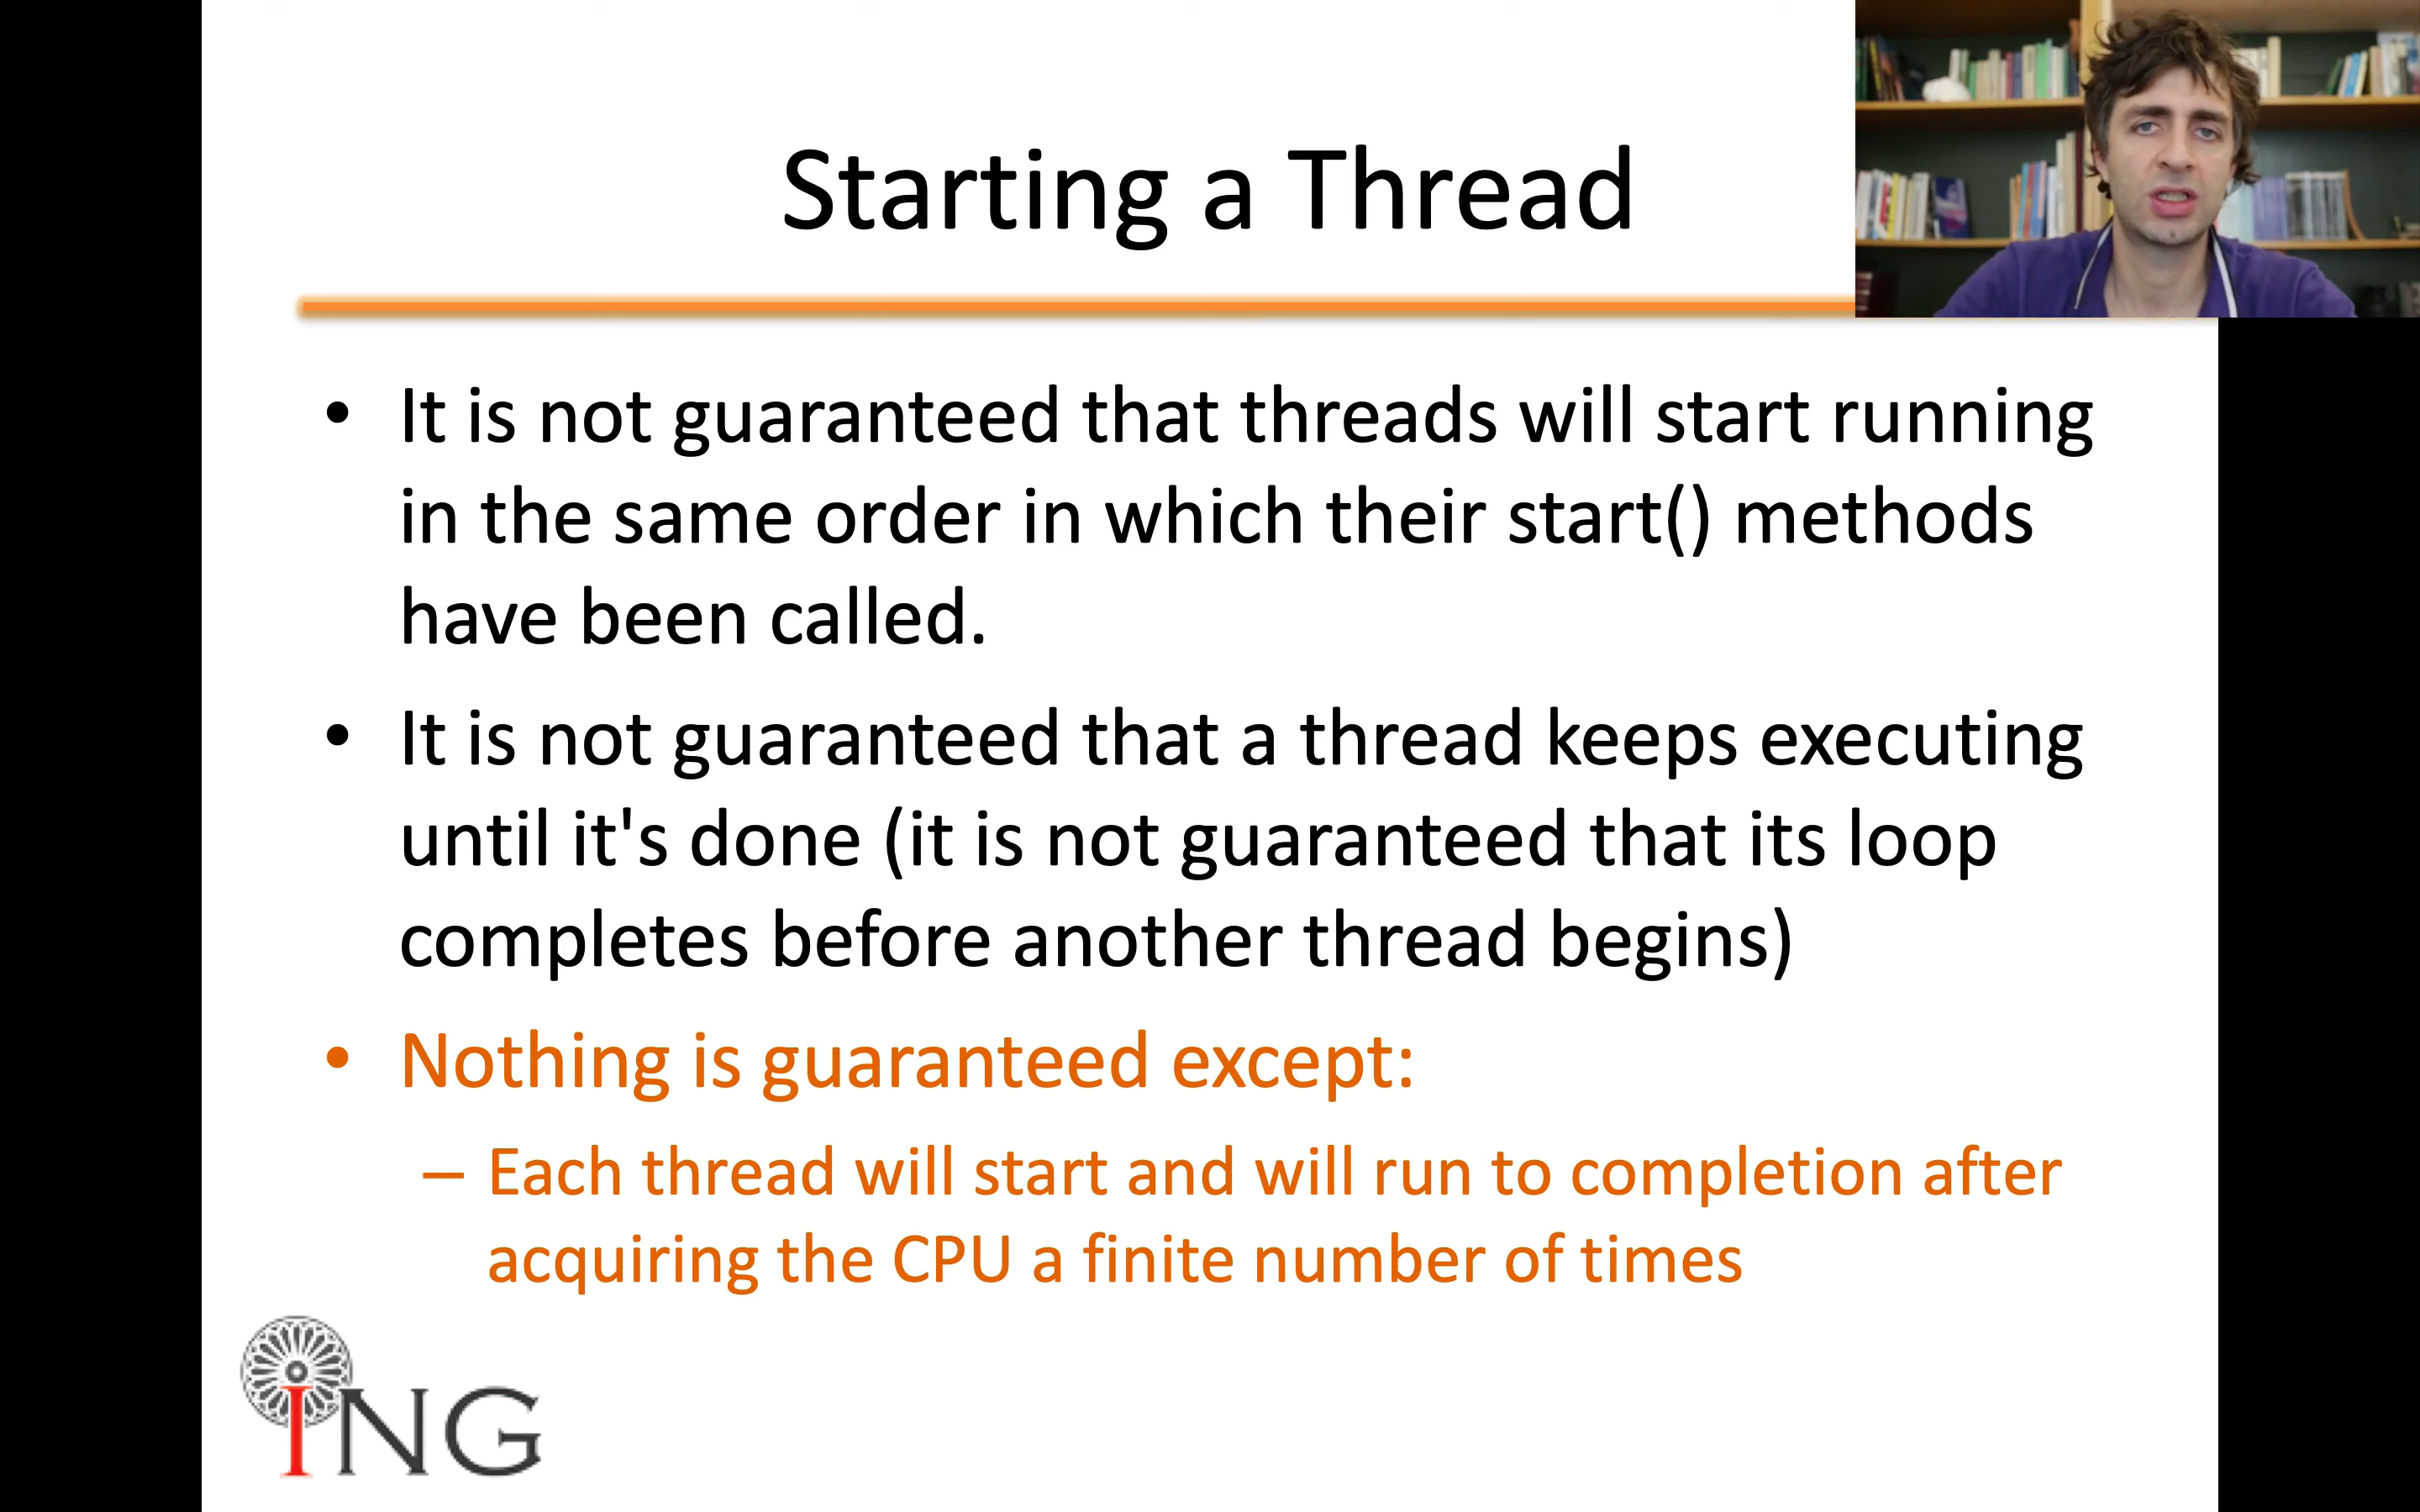 Starting a Thread
• It is not guaranteed that threads will start running
in the same order in which their start() methods
have been called.
• It is not guaranteed that a thread keeps executing
until it's done (it is not guaranteed that its loop
completes before another thread begins)
• Nothing is guaranteed except:
– Each thread will start and will run to completion after
acquiring the CPU a finite number of times
ING